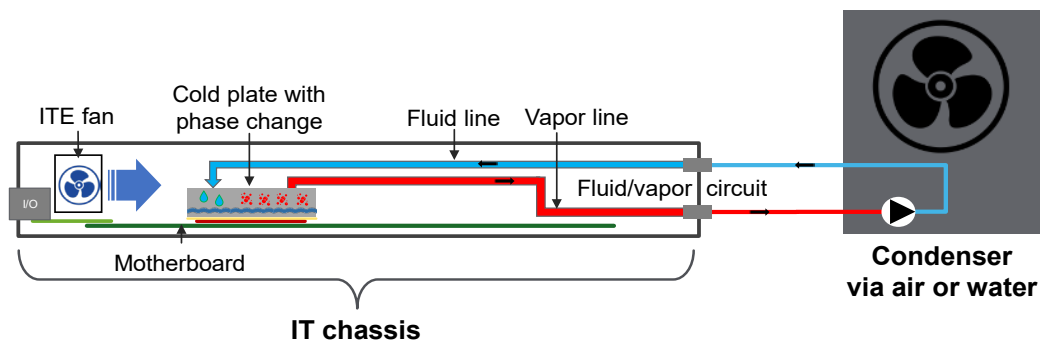 ITE fan
Cold plate with
phase change
Fluid line
Vapor line
I/O
Fluid/vapor circuit
Motherboard
IT chassis
Condenser
via air or water